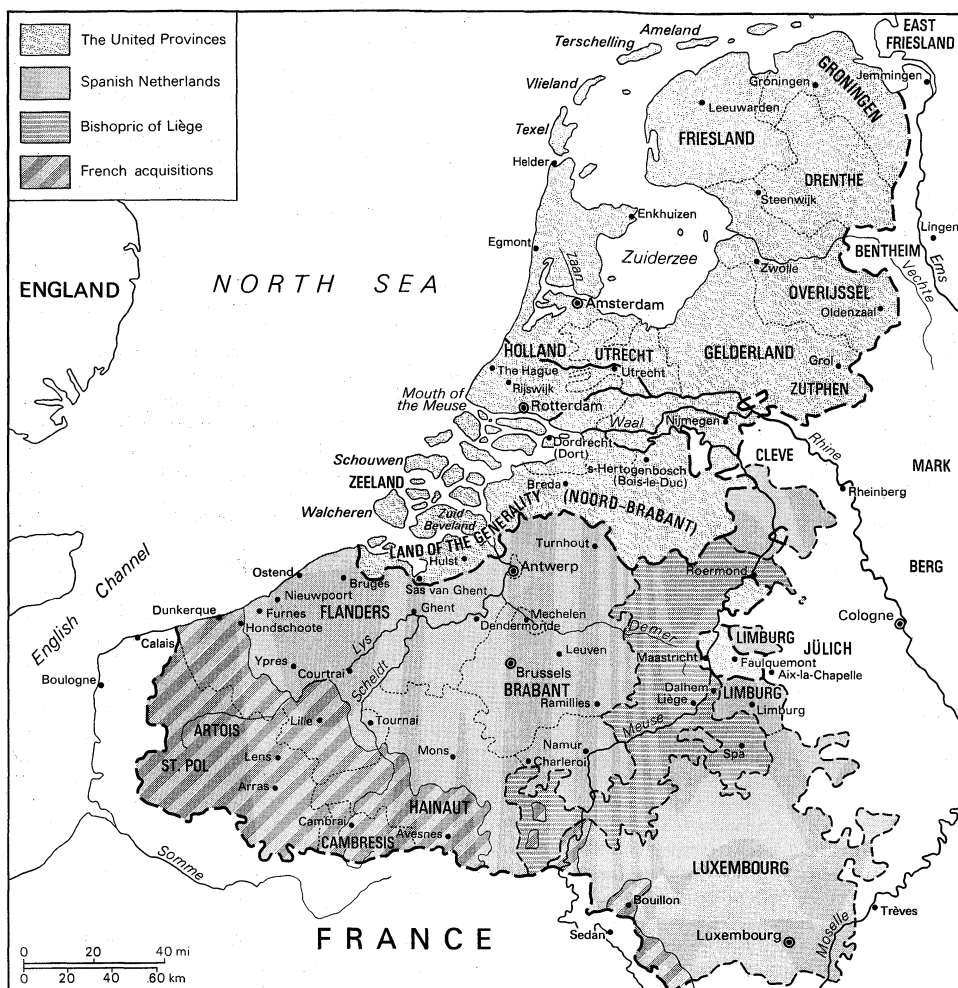 The United Provinces
Spanish Netherlands
Bishopric of Liège
French acquisitions
Ameland
Terschelling
EAST
FRIESLAND
Vlieland
Groningen
GRONINGEN
Jemmingen
Leeuwarden
Texel
FRIESLAND
Helder
DRENTHE
Steenwijk
Enkhuizen
Lingen
Egmont
Zaan
Zuiderzee
BENTHEIM
Zwolle
Vechte
Ems
ENGLAND
NORTH SEA
OVERIJSSEL
Amsterdam
Oldenzaal
HOLLAND
UTRECHT
GELDERLAND
The Hague
Utrecht
Grol
Rijswijk
ZUTPHEN
Mouth of
the Meuse
Rotterdam
Waal
Nijmegen
Dordrecht
(Dort)
Rhine
Schouwen
's-Hertogenbosch
(Bois-le-Duc)
CLEVE
MARK
ZEELAND
Breda
Rheinberg
Walcheren
Zuid
Beveland
LAND OF THE GENERALITY
(NOORD-BRABANT)
Hulst
Turnhout
English Channel
Ostend
Bruges
Sas van Ghent
Antwerp
Roermond
BERG
Nieuwpoort
Dunkerque
Furnes
FLANDERS
Ghent
Mechelen
Dendermonde
Cologne
Hondschoote
Calais
Lys
Demer
LIMBURG
JÜLICH
Ypres
Leuven
Maastricht
Faulquemont
Boulogne
Courtrai
Scheldt
Brussels
BRABANT
Aix-la-Chapelle
Dalhem
Liège
LIMBURG
Limburg
Ramillies
Lille
Tournai
Meuse
ARTOIS
Mons
Namur
Spa
Lens
Charleroi
ST. POL
Arras
HAINAUT
Cambrai
Avesnes
CAMBRESIS
LUXEMBOURG
Somme
Bouillon
Trèves
FRANCE
Sedan
Luxembourg
Moselle
0 20 40 mi
0 20 40 60 km